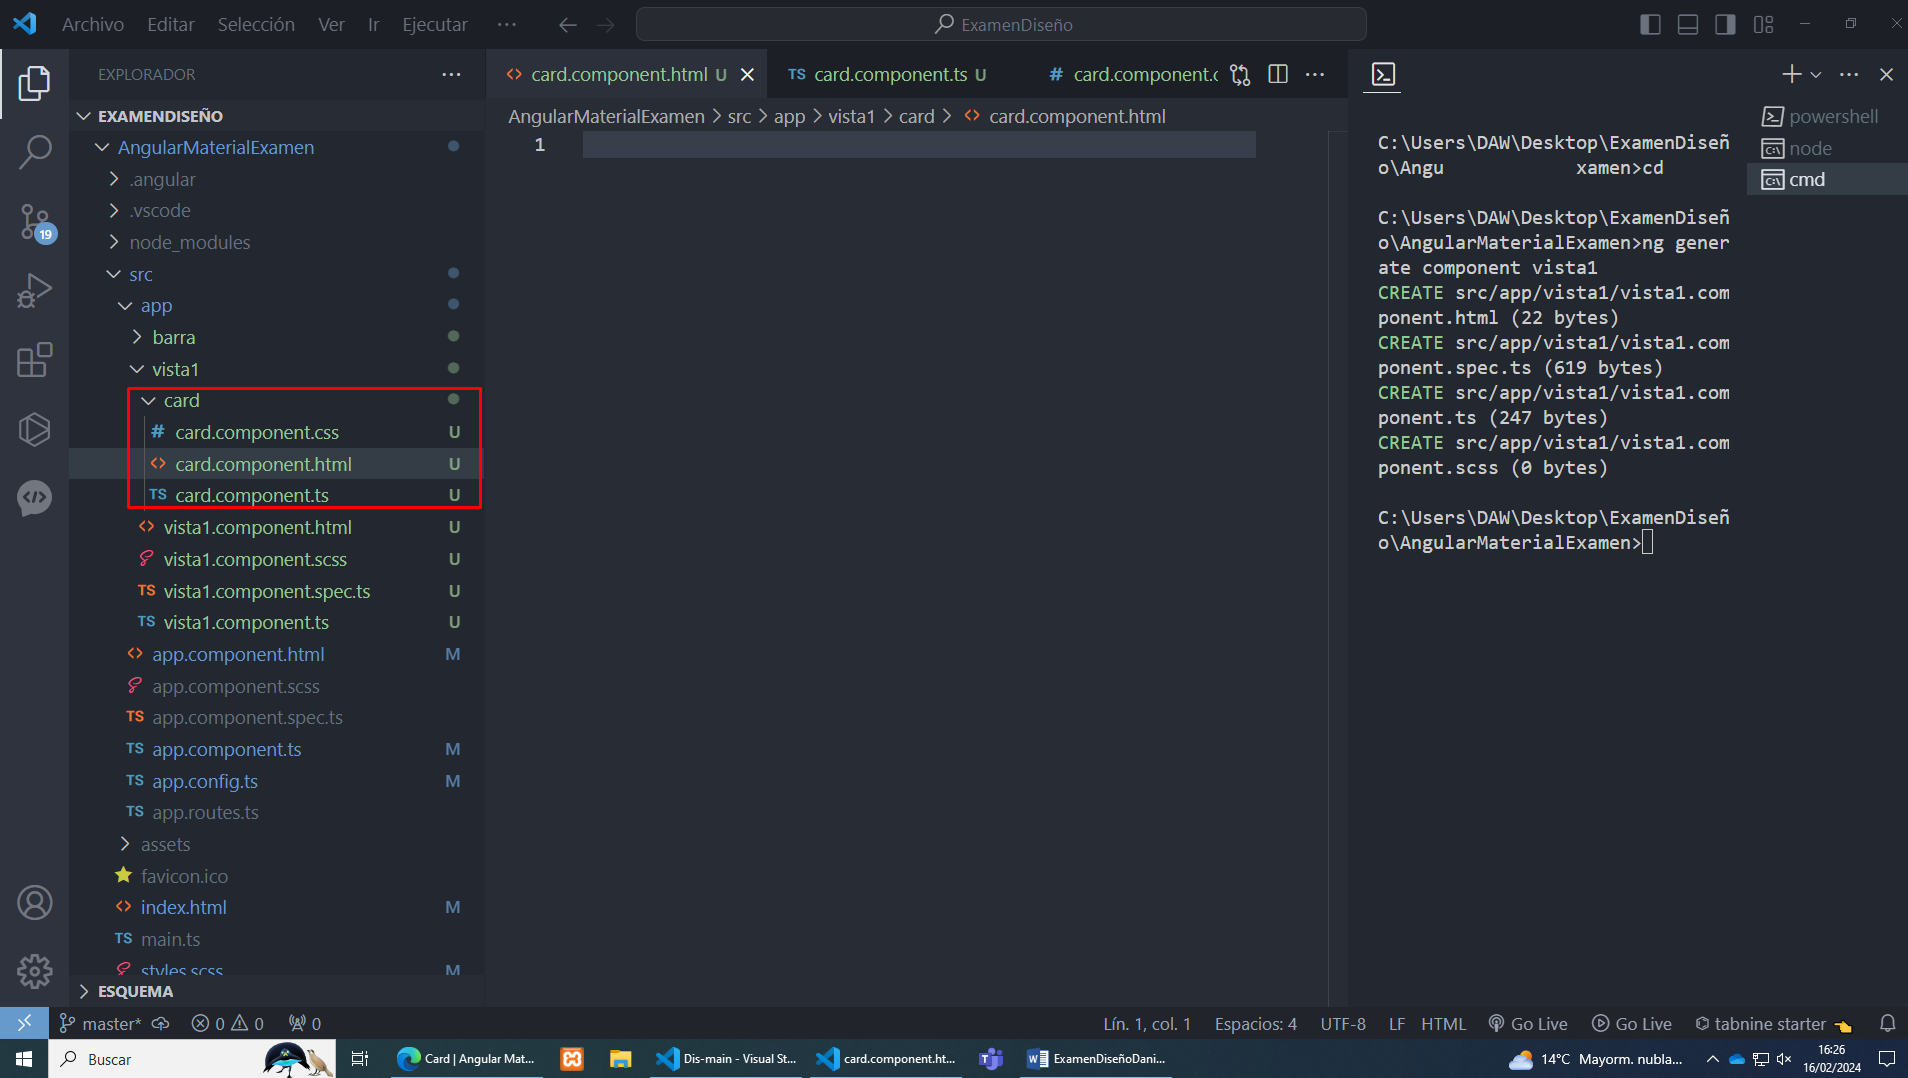 Archivo Editar Selección Ver Ir Ejecutar ···
ExamenDiseño
EXPLORADOR
EXAMENDISEÑO
AngularMaterialExamen
.angular
.vscode
node_modules
src
app
barra
vista1
card
# card.component.css U
<> card.component.html U
TS card.component.ts U
<> vista1.component.html U
vista1.component.scss U
TS vista1.component.spec.ts U
TS vista1.component.ts U
<> app.component.html M
app.component.scss
TS app.component.spec.ts
TS app.component.ts M
TS app.config.ts M
TS app.routes.ts
assets
favicon.ico
<> index.html M
TS main.ts
styles.scss M
ESQUEMA
19
<> card.component.html U
TS card.component.ts U
# card.component.c
AngularMaterialExamen > src > app > vista1 > card > <> card.component.html
1
C:\Users\DAW\Desktop\ExamenDiseñ
o\Angu xamen>cd
C:\Users\DAW\Desktop\ExamenDiseñ
o\AngularMaterialExamen>ng gener
ate component vista1
CREATE src/app/vista1/vista1.com
ponent.html (22 bytes)
CREATE src/app/vista1/vista1.com
ponent.spec.ts (619 bytes)
CREATE src/app/vista1/vista1.com
ponent.ts (247 bytes)
CREATE src/app/vista1/vista1.com
ponent.scss (0 bytes)
C:\Users\DAW\Desktop\ExamenDiseñ
o\AngularMaterialExamen>
powershell
node
cmd
master* 0 0 0
Lín. 1, col. 1 Espacios: 4 UTF-8 LF HTML Go Live Go Live tabnine starter
Buscar
Card | Angular Mat...
Dis-main - Visual St...
card.component.ht...
ExamenDiseñoDani...
14°C Mayorm. nubla...
16:26
16/02/2024